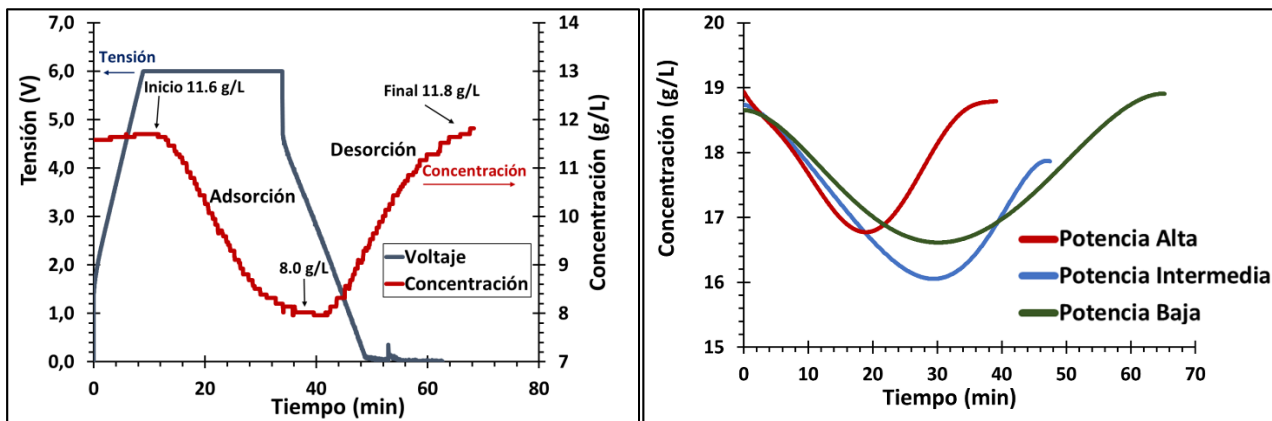 7,0
6,0
5,0
4,0
3,0
2,0
1,0
0,0
Tensión (V)
0
20
40
60
80
Tiempo (min)
14
13
12
11
10
9
8
7
Concentración (g/L)
Tensión
Inicio 11.6 g/L
Final 11.8 g/L
Desorción
Concentración
Adsorción
8.0 g/L
Voltaje
Concentración
20
19
18
17
16
15
Concentración (g/L)
0
10
20
30
40
50
60
70
Tiempo (min)
Potencia Alta
Potencia Intermedia
Potencia Baja